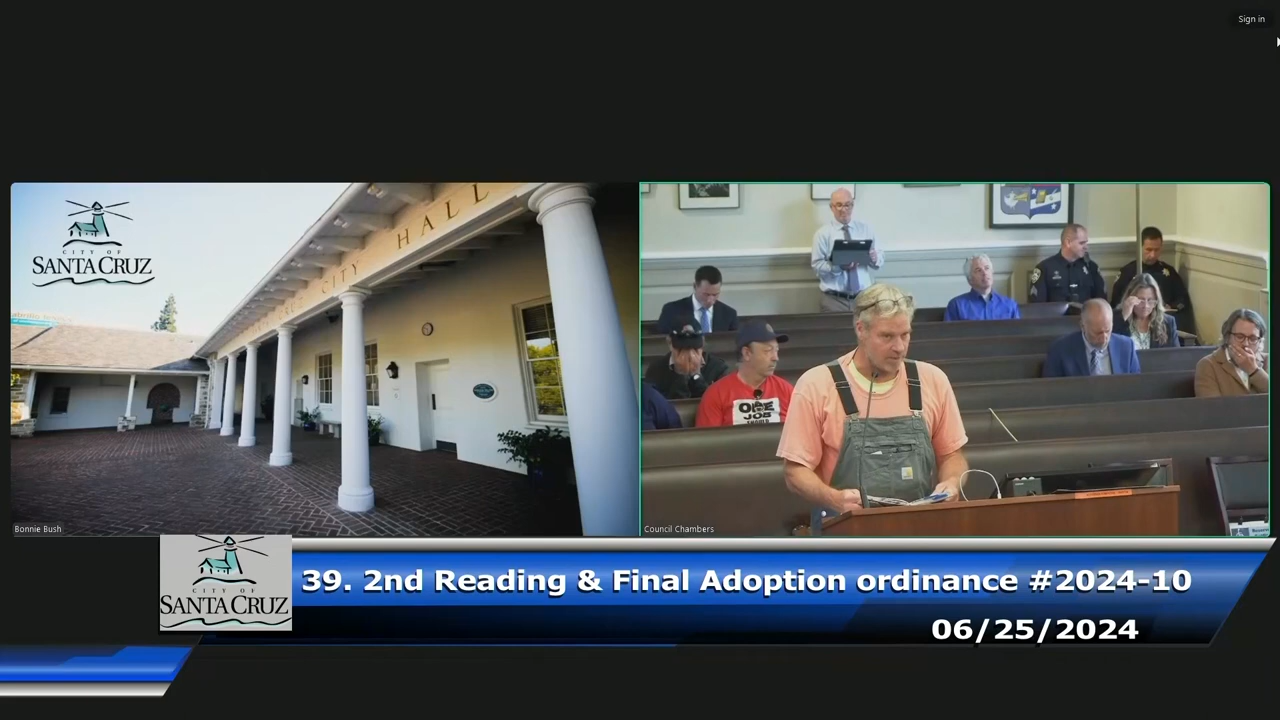 Sign in
CITY OF
SANTA CRUZ
CITY HALL
Bonnie Bush
ONE
JOB
SHOULD
Council Chambers
CITY OF
SANTA CRUZ
39. 2nd Reading & Final Adoption ordinance #2024-10
06/25/2024